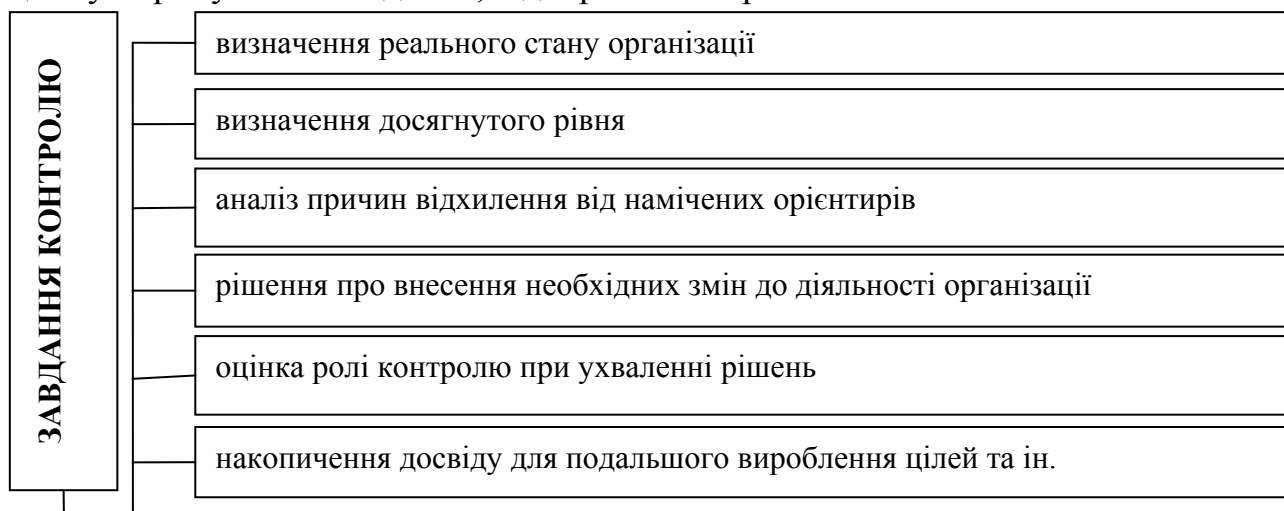 ЗАВДАННЯ КОНТРОЛЮ
визначення реального стану організації
визначення досягнутого рівня
аналіз причин відхилення від намічених орієнтирів
рішення про внесення необхідних змін до діяльності організації
оцінка ролі контролю при ухваленні рішень
накопичення досвіду для подальшого вироблення цілей та ін.